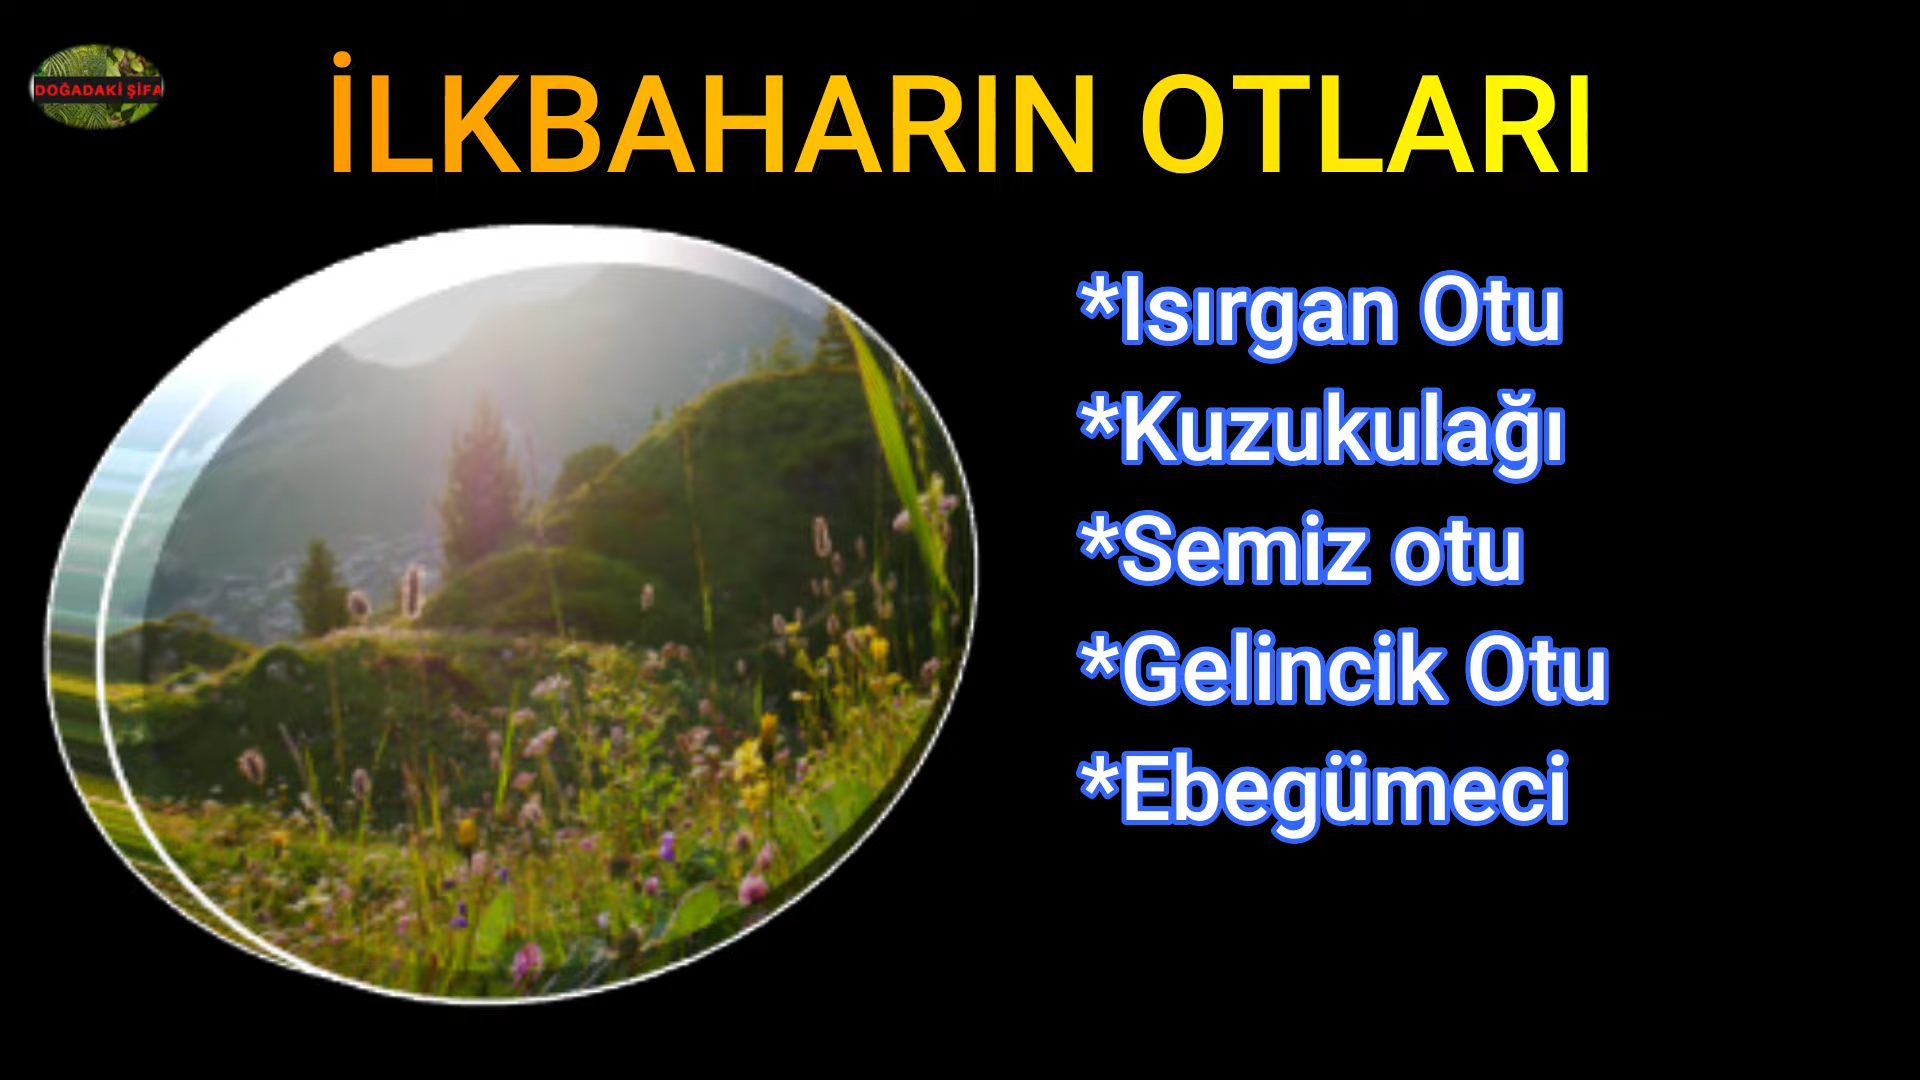 DOĞADAKİ ŞİFA
İLKBAHARIN OTLARI
*Isırgan Otu
*Kuzukulağı
*Semiz otu
*Gelincik Otu
*Ebegümeci